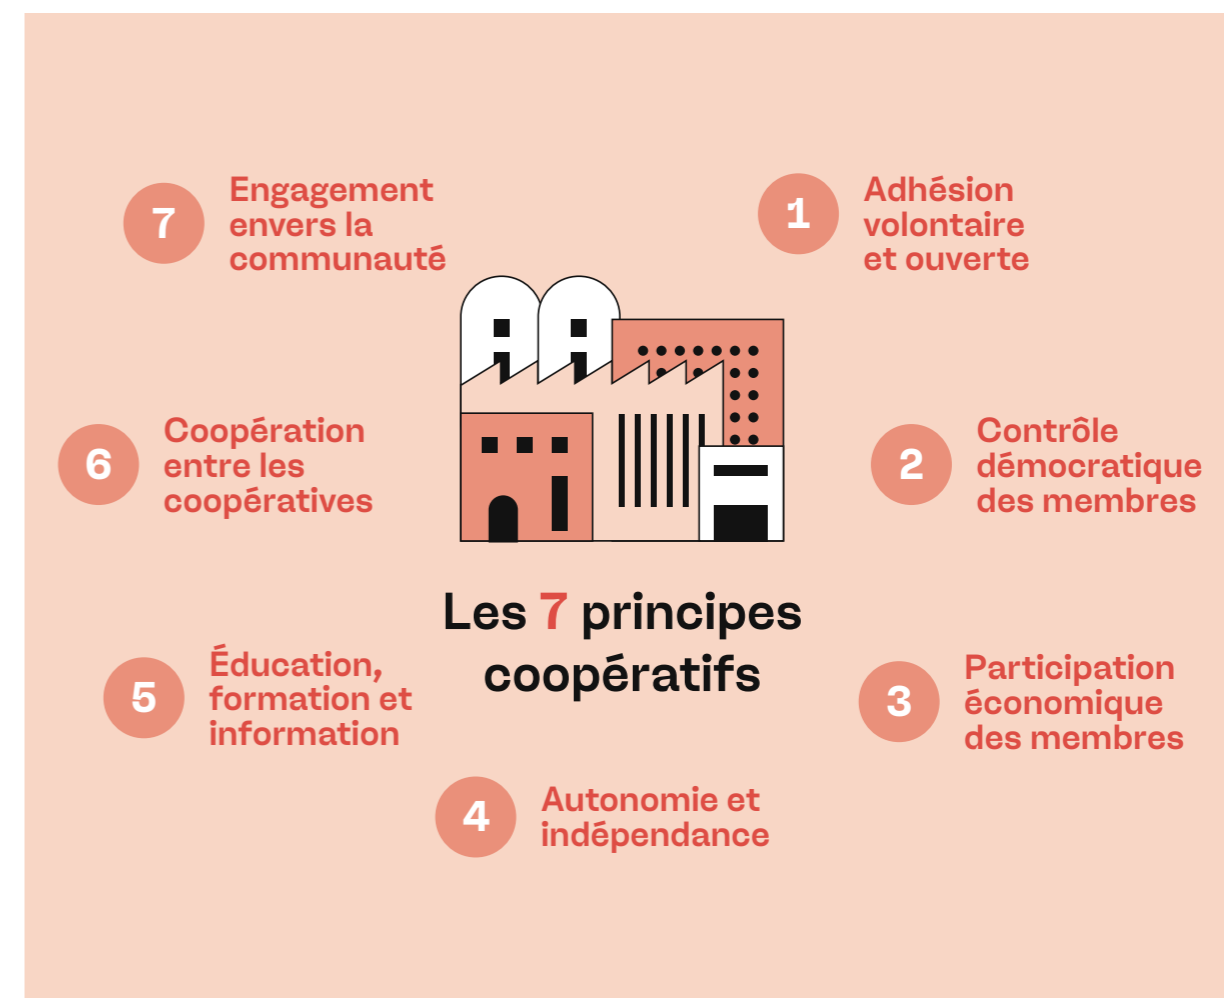 Les 7 principes
coopératifs
1
Adhésion
volontaire
et ouverte
2
Contrôle
démocratique
des membres
3
Participation
économique
des membres
4
Autonomie et
indépendance
5
Éducation,
formation et
information
6
Coopération
entre les
coopératives
7
Engagement
envers la
communauté